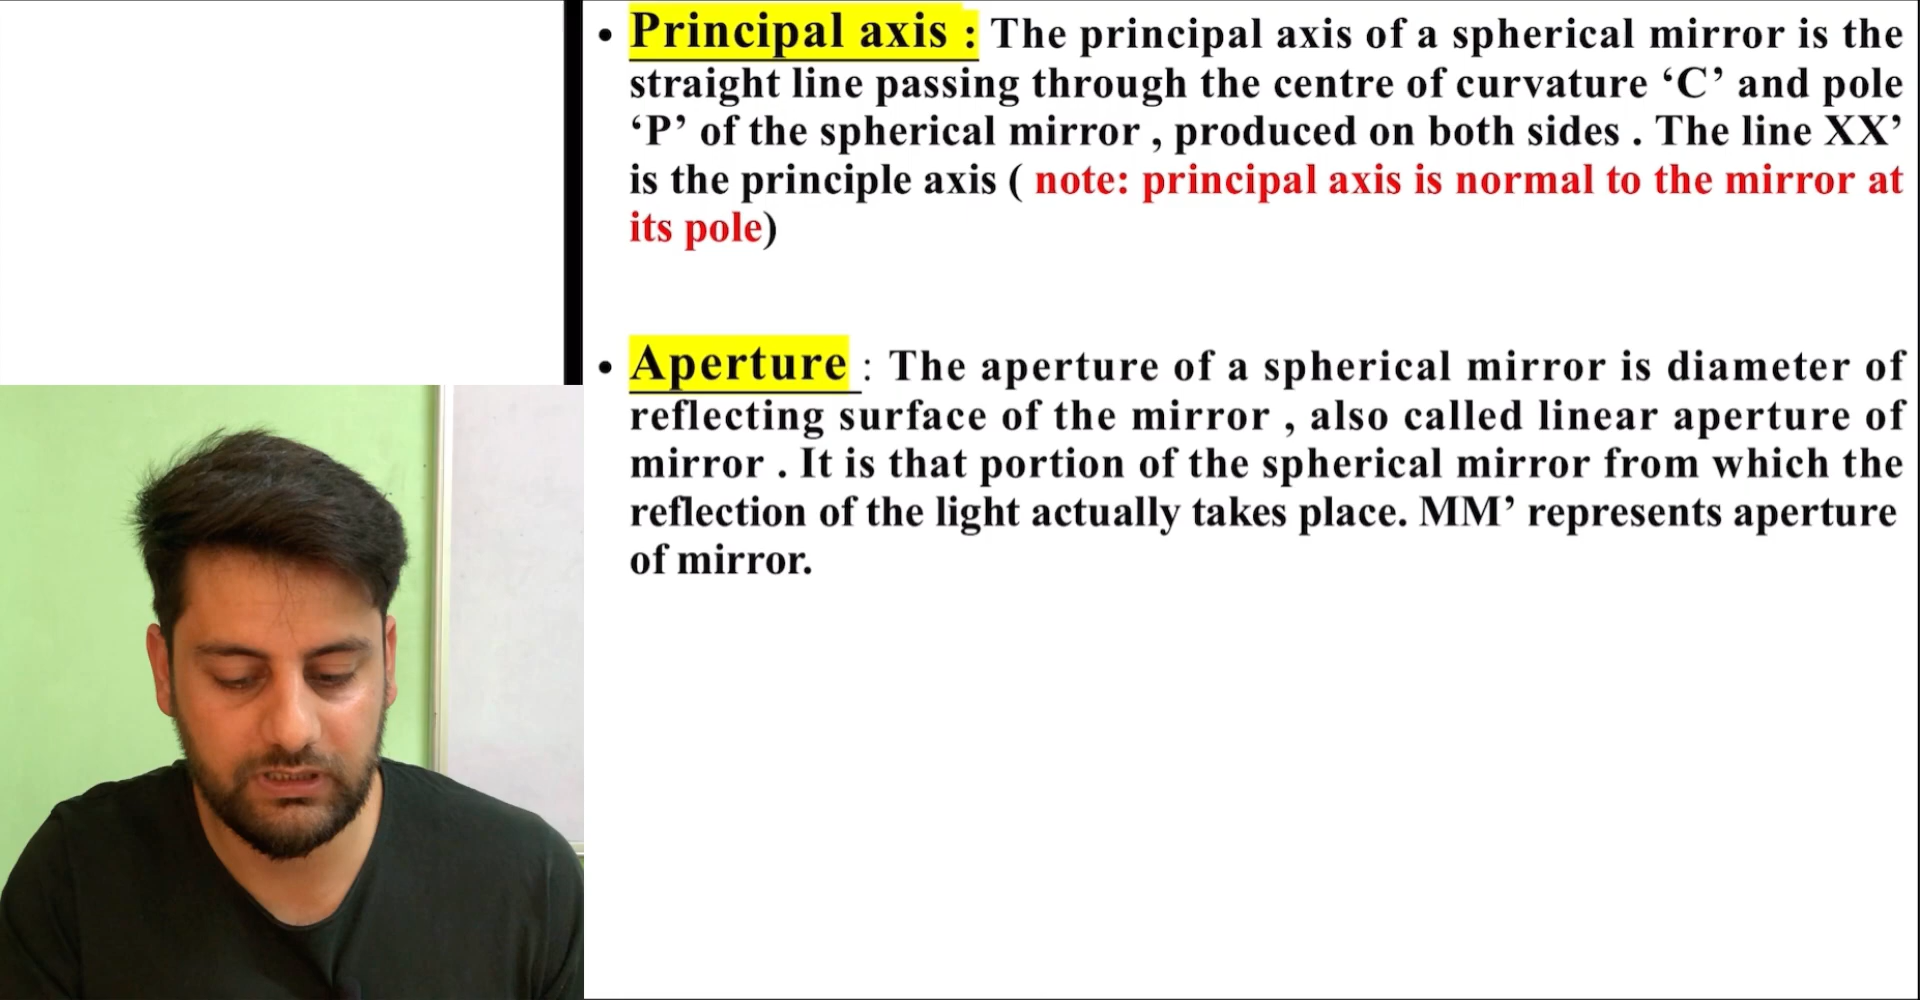 • Principal axis : The principal axis of a spherical mirror is the
straight line passing through the centre of curvature ‘C’ and pole
‘P’ of the spherical mirror , produced on both sides . The line XX’
is the principle axis ( note: principal axis is normal to the mirror at
its pole)
• Aperture : The aperture of a spherical mirror is diameter of
reflecting surface of the mirror , also called linear aperture of
mirror . It is that portion of the spherical mirror from which the
reflection of the light actually takes place. MM’ represents aperture
of mirror.